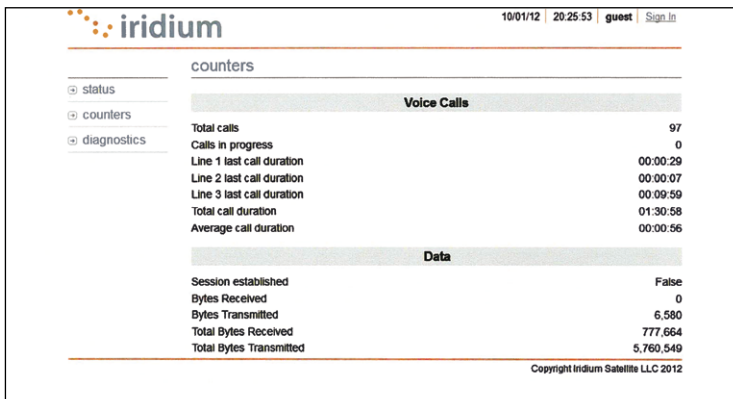 iridium
10/01/12 20:25:53 guest Sign In
counters
status
counters
diagnostics
Voice Calls
Total calls 97
Calls in progress 0
Line 1 last call duration 00:00:29
Line 2 last call duration 00:00:07
Line 3 last call duration 00:09:59
Total call duration 01:30:58
Average call duration 00:00:56
Data
Session established False
Bytes Received 0
Bytes Transmitted 6,580
Total Bytes Received 777,664
Total Bytes Transmitted 5,760,549
Copyright Iridium Satellite LLC 2012